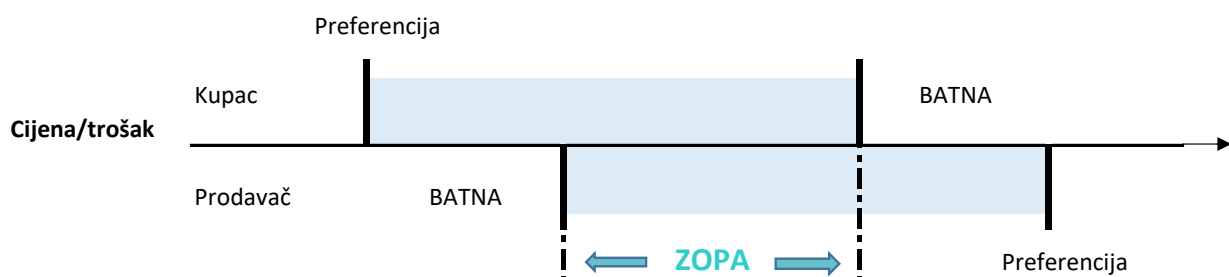 Preferencija
Kupac
BATNA
Cijena/trošak
Prodavač
BATNA
ZOPA
Preferencija